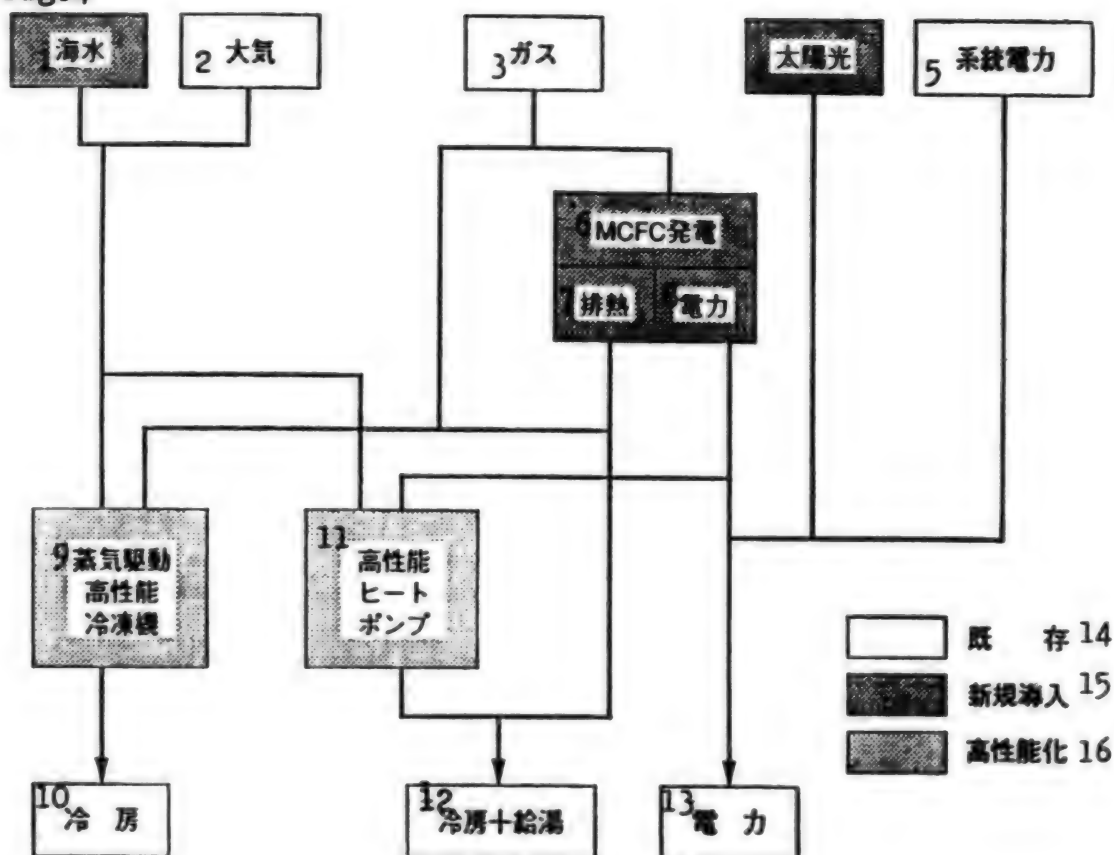 1 海水
2 大気
3 ガス
太陽光
5 系統電力
6 MCFC発電
7 排熱
8 電力
9 蒸気駆動
高性能
冷凍機
11
高性能
ヒート
ポンプ
既 存 14
新規導入 15
高性能化 16
10 冷 房
12 冷房+給湯
13 電 力